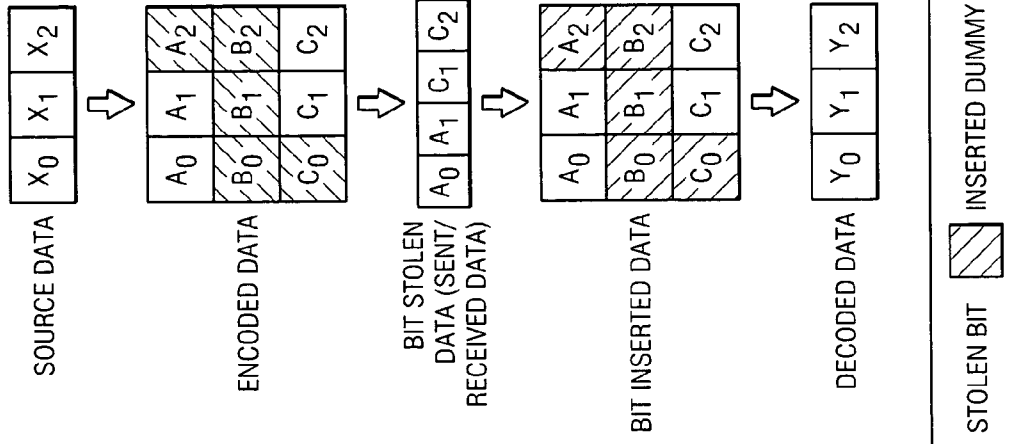 SOURCE DATA
X0 X1 X2
ENCODED DATA
A0 A1 A2
B0 B1 B2
C0 C1 C2
BIT STOLEN
DATA (SENT/
RECEIVED DATA)
A0 A1 C1 C2
BIT INSERTED DATA
A0 A1 A2
B0 B1 B2
C0 C1 C2
DECODED DATA
Y0 Y1 Y2
STOLEN BIT
INSERTED DUMMY